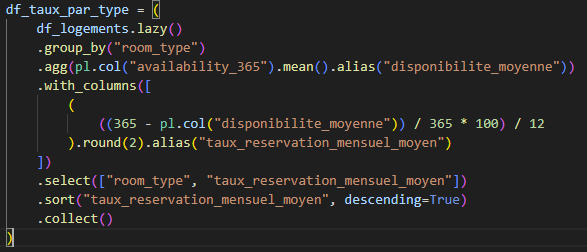 df_taux_par_type = (
    df_logements.lazy()
    .group_by("room_type")
    .agg(pl.col("availability_365").mean().alias("disponibilite_moyenne"))
    .with_columns([
        (
            ((365 - pl.col("disponibilite_moyenne")) / 365 * 100) / 12
        ).round(2).alias("taux_reservation_mensuel_moyen")
    ])
    .select(["room_type", "taux_reservation_mensuel_moyen"])
    .sort("taux_reservation_mensuel_moyen", descending=True)
    .collect()
)